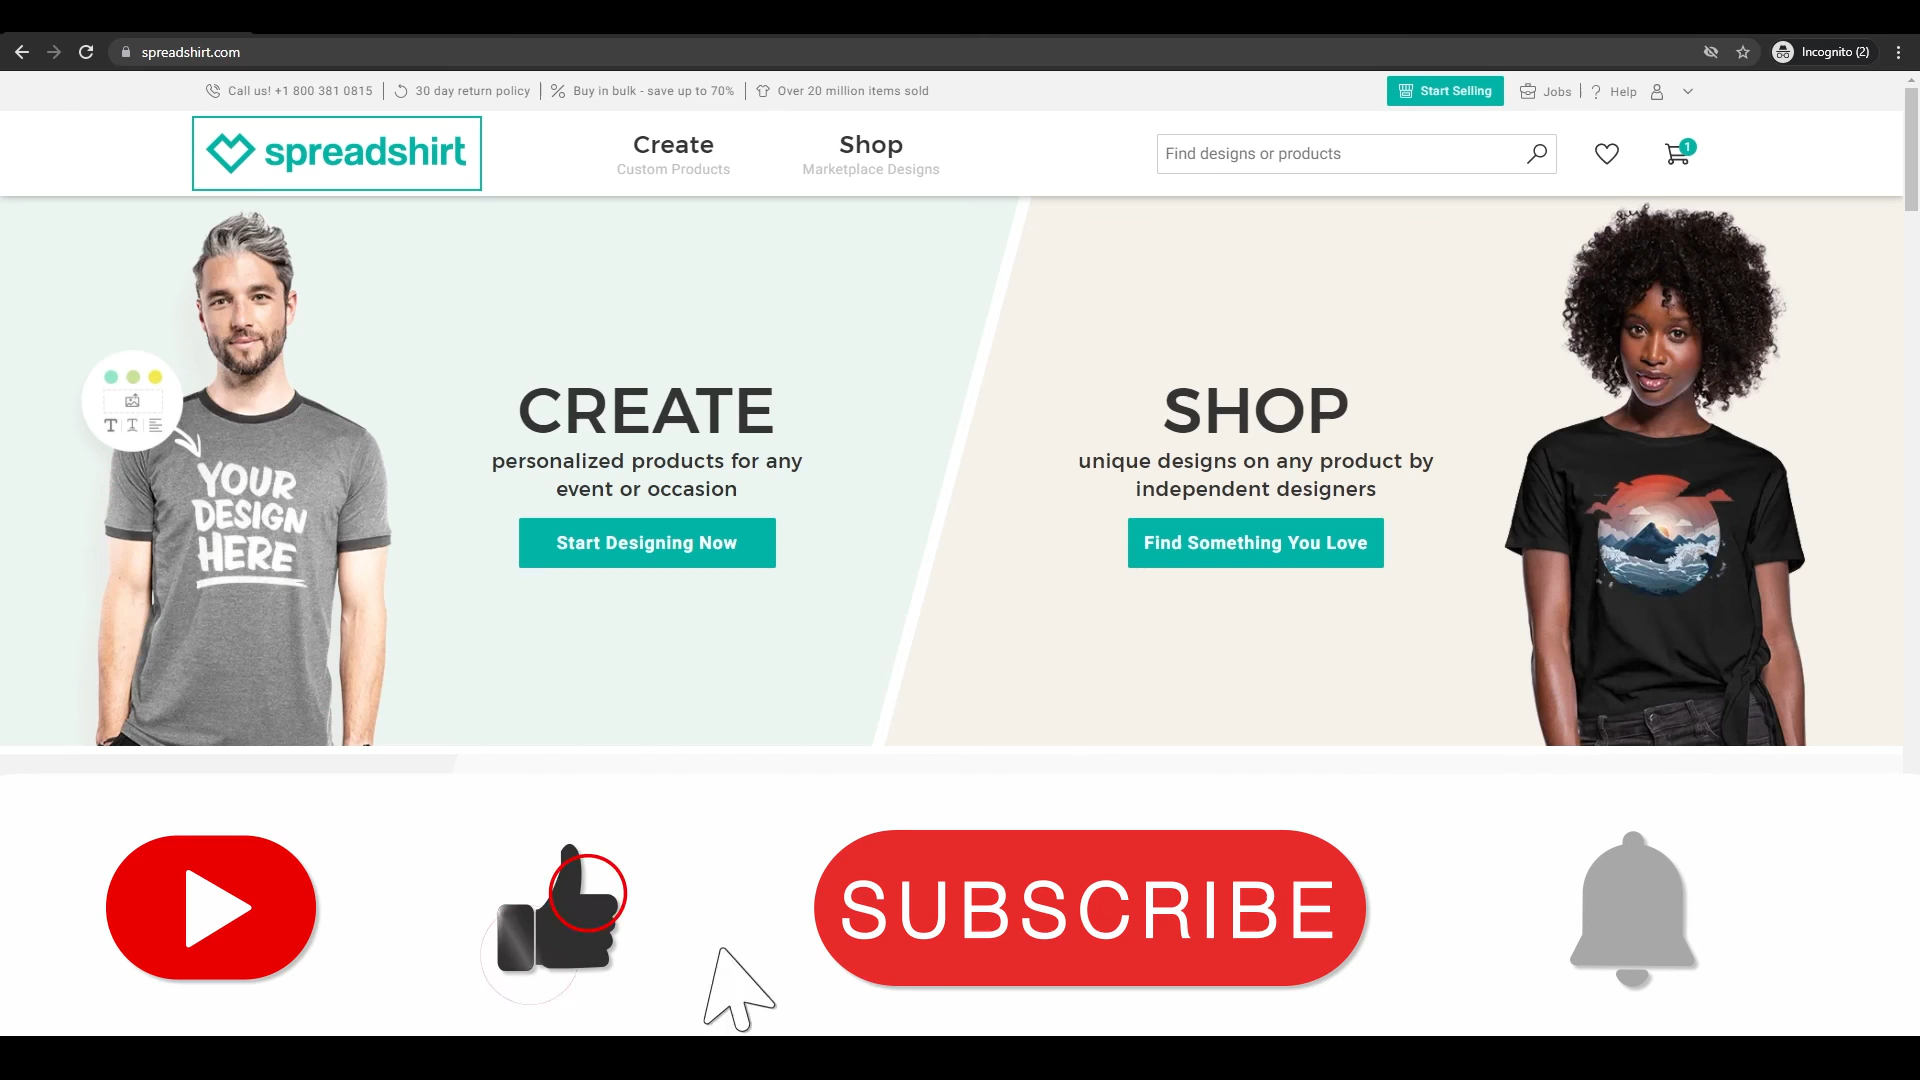 spreadshirt.com
Incognito (2)
Call us! +1 800 381 0815
30 day return policy
Buy in bulk - save up to 70%
Over 20 million items sold
Start Selling
Jobs
? Help
spreadshirt
Create
Custom Products
Shop
Marketplace Designs
Find designs or products
1
T T
YOUR
DESIGN
HERE
CREATE
personalized products for any
event or occasion
Start Designing Now
SHOP
unique designs on any product by
independent designers
Find Something You Love
SUBSCRIBE